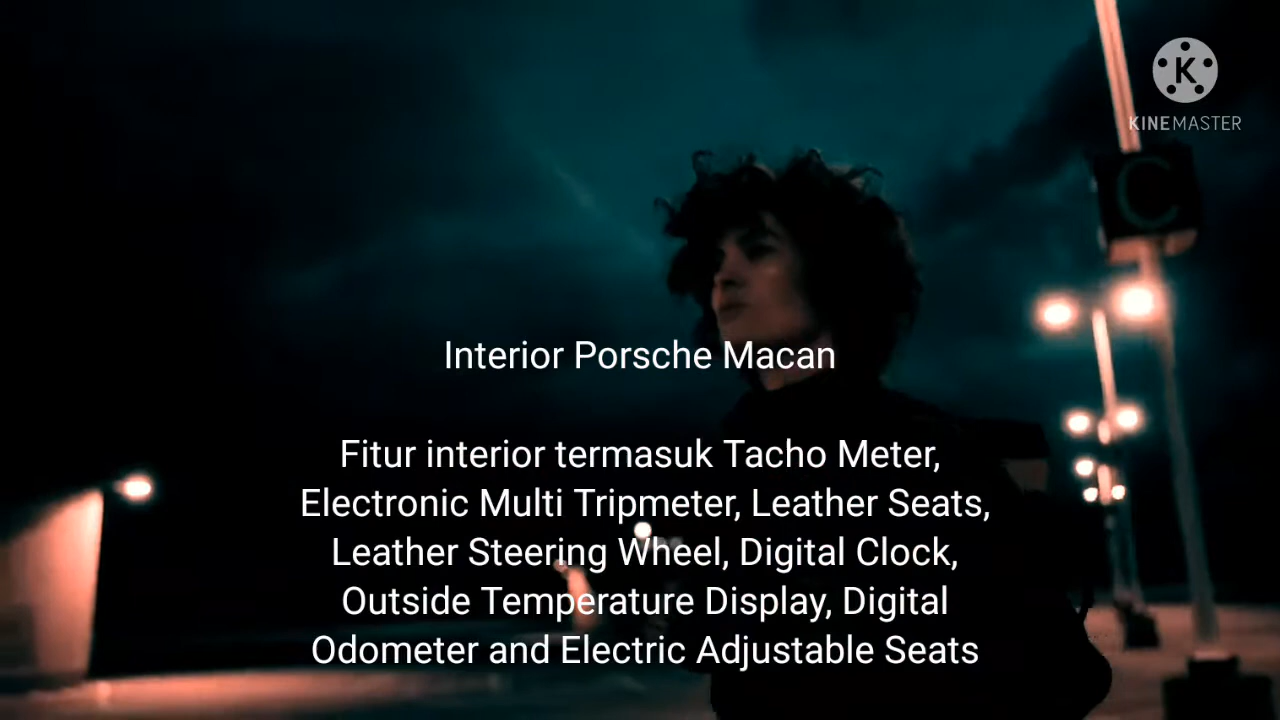 K
KINEMASTER
C
Interior Porsche Macan
Fitur interior termasuk Tacho Meter,
Electronic Multi Tripmeter, Leather Seats,
Leather Steering Wheel, Digital Clock,
Outside Temperature Display, Digital
Odometer and Electric Adjustable Seats